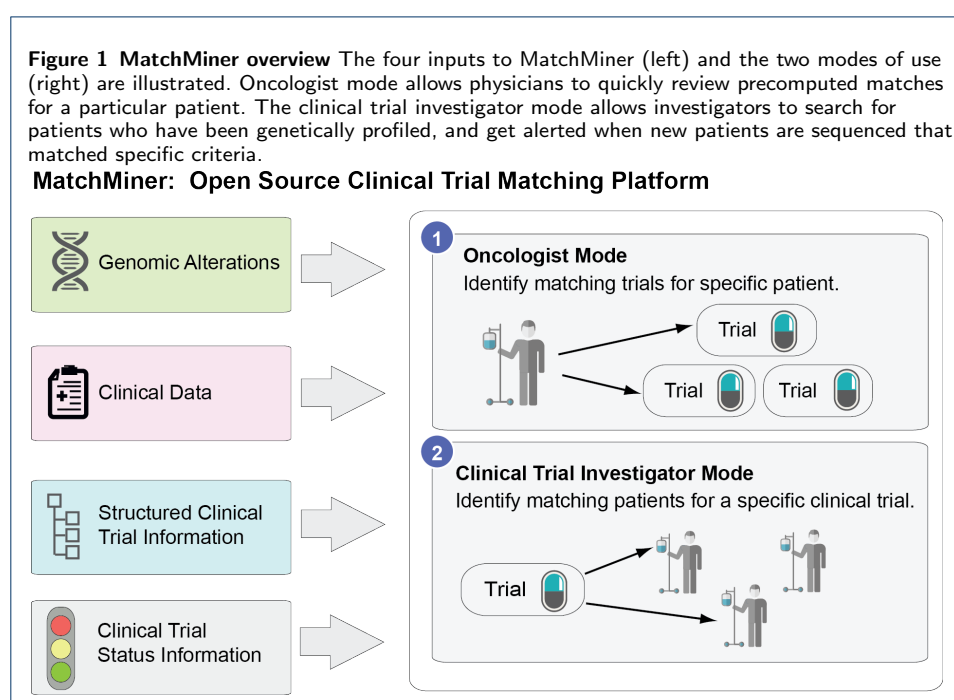 Figure 1 MatchMiner overview The four inputs to MatchMiner (left) and the two modes of use
(right) are illustrated. Oncologist mode allows physicians to quickly review precomputed matches
for a particular patient. The clinical trial investigator mode allows investigators to search for
patients who have been genetically profiled, and get alerted when new patients are sequenced that
matched specific criteria.
MatchMiner: Open Source Clinical Trial Matching Platform
Genomic Alterations
Clinical Data
Structured Clinical
Trial Information
Clinical Trial
Status Information
1
Oncologist Mode
Identify matching trials for specific patient.
Trial
Trial
Trial
2
Clinical Trial Investigator Mode
Identify matching patients for a specific clinical trial.
Trial